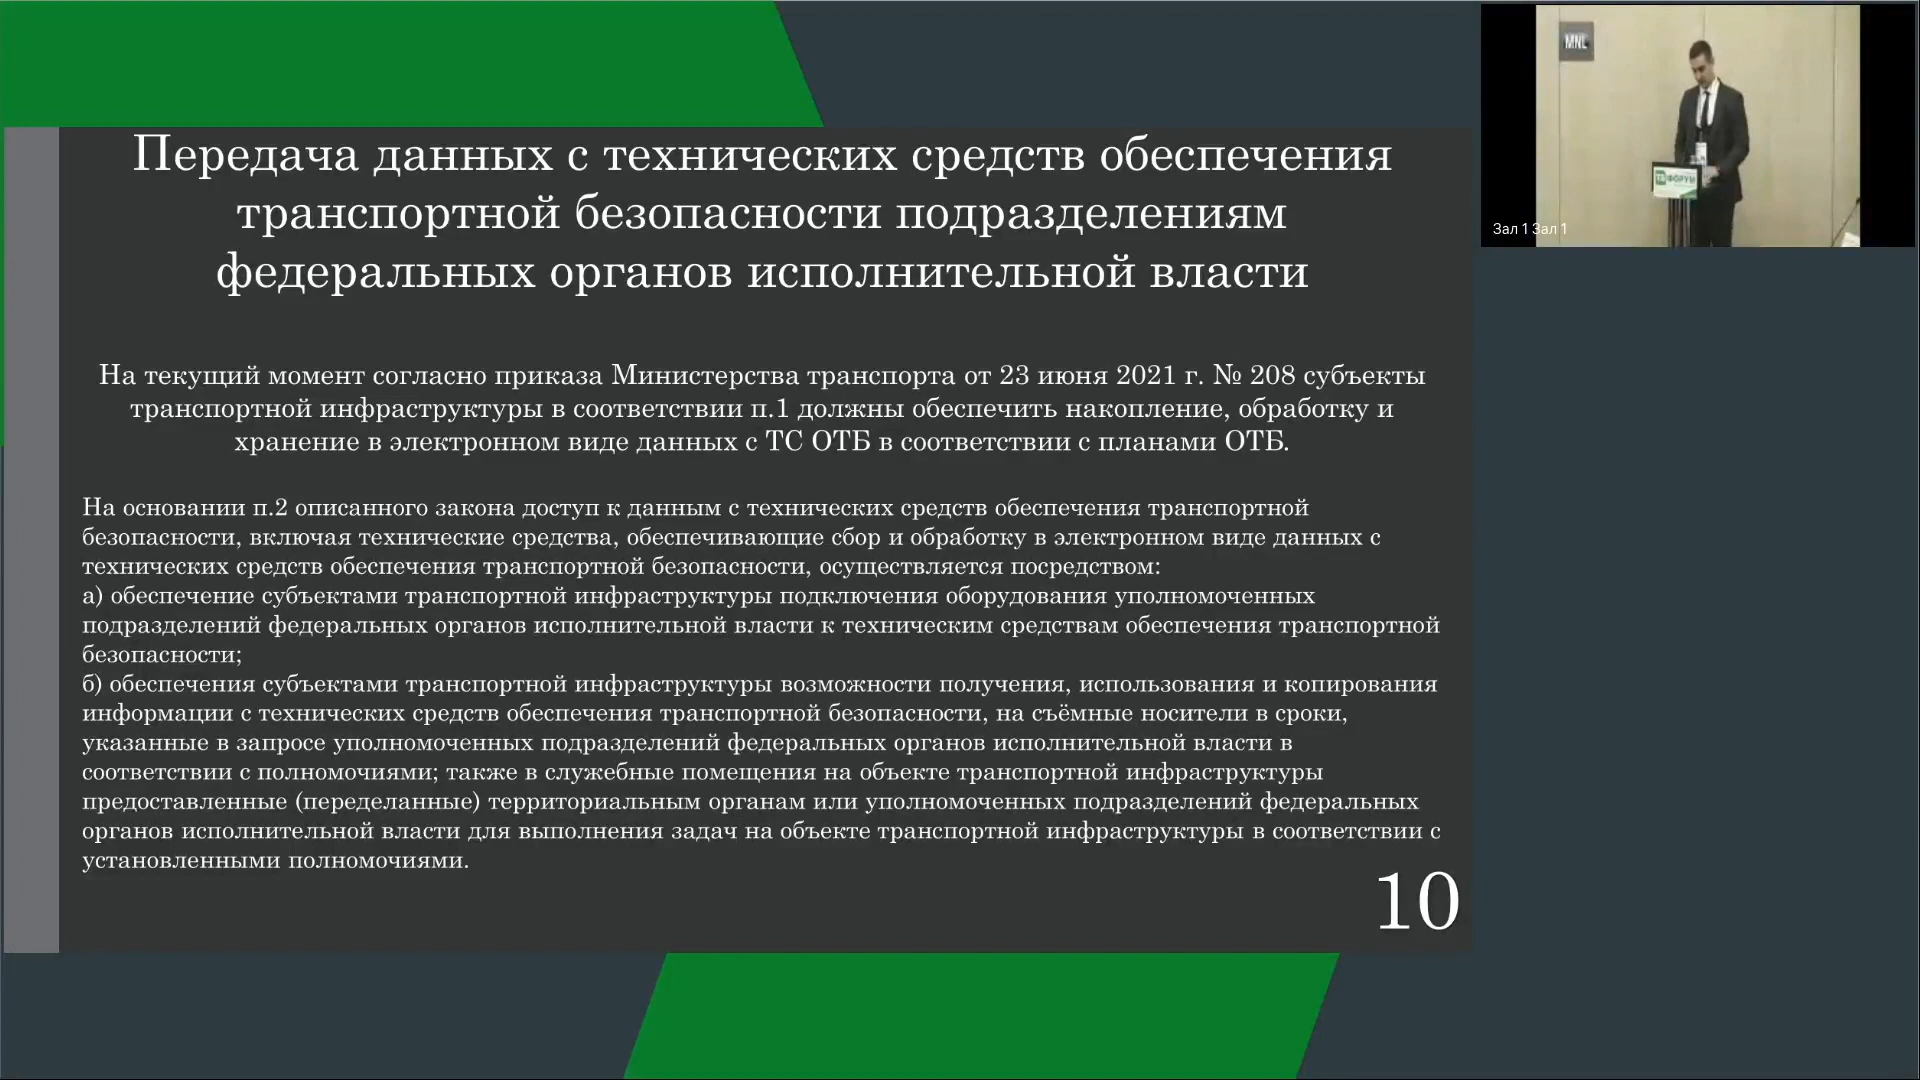 Передача данных с технических средств обеспечения
транспортной безопасности подразделениям
федеральных органов исполнительной власти
На текущий момент согласно приказа Министерства транспорта от 23 июня 2021 г. № 208 субъекты
транспортной инфраструктуры в соответствии п.1 должны обеспечить накопление, обработку и
хранение в электронном виде данных с ТС ОТБ в соответствии с планами ОТБ.
На основании п.2 описанного закона доступ к данным с технических средств обеспечения транспортной
безопасности, включая технические средства, обеспечивающие сбор и обработку в электронном виде данных с
технических средств обеспечения транспортной безопасности, осуществляется посредством:
а) обеспечение субъектами транспортной инфраструктуры подключения оборудования уполномоченных
подразделений федеральных органов исполнительной власти к техническим средствам обеспечения транспортной
безопасности;
б) обеспечения субъектами транспортной инфраструктуры возможности получения, использования и копирования
информации с технических средств обеспечения транспортной безопасности, на съёмные носители в сроки,
указанные в запросе уполномоченных подразделений федеральных органов исполнительной власти в
соответствии с полномочиями; также в служебные помещения на объекте транспортной инфраструктуры
предоставленные (переделанные) территориальным органам или уполномоченных подразделений федеральных
органов исполнительной власти для выполнения задач на объекте транспортной инфраструктуры в соответствии с
установленными полномочиями.
10
MNL
ТБ ФОРУМ
Зал 1 Зал 1